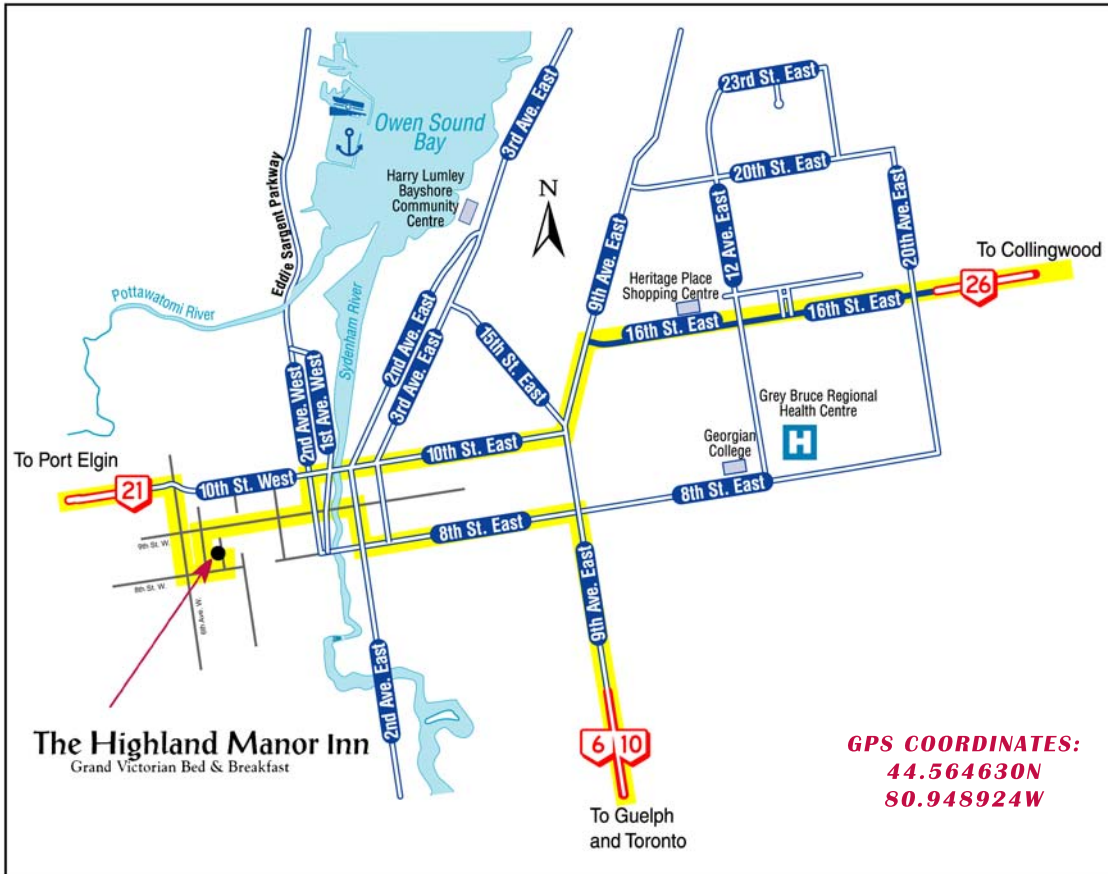 23rd St. East
Owen Sound
Bay
3rd Ave. East
Harry Lumley
Bayshore
Community
Centre
N
20th St. East
Eddie Sargent Parkway
9th Ave. East
12 Ave. East
20th Ave. East
To Collingwood
26
Heritage Place
Shopping Centre
16th St. East
16th St. East
Pottawatomi River
Sydenham River
2nd Ave. East
3rd Ave. East
15th St. East
2nd Ave. West
1st Ave. West
Grey Bruce Regional
Health Centre
H
Georgian
College
To Port Elgin
21
10th St. West
10th St. East
8th St. East
8th St. East
9th St. W.
8th St. W.
6th Ave. W.
9th Ave. East
2nd Ave. East
The Highland Manor Inn
Grand Victorian Bed & Breakfast
6 10
To Guelph
and Toronto
GPS COORDINATES:
44.564630N
80.948924W